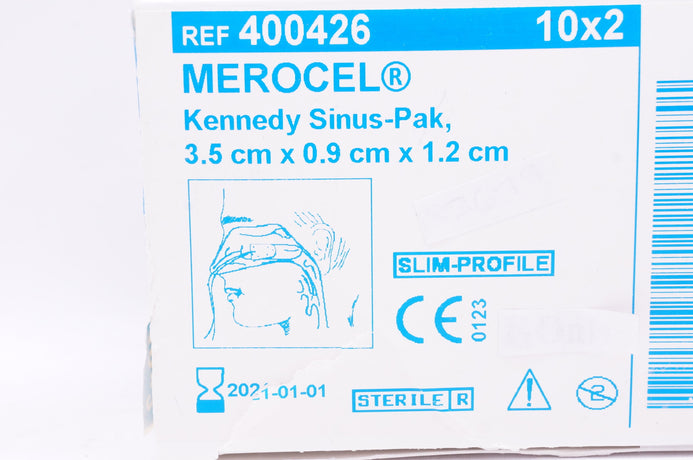 REF 400426 10x2
MEROCEL®
Kennedy Sinus-Pak,
3.5 cm x 0.9 cm x 1.2 cm
SLIM-PROFILE
CE 0123
2021-01-01
STERILE R
2